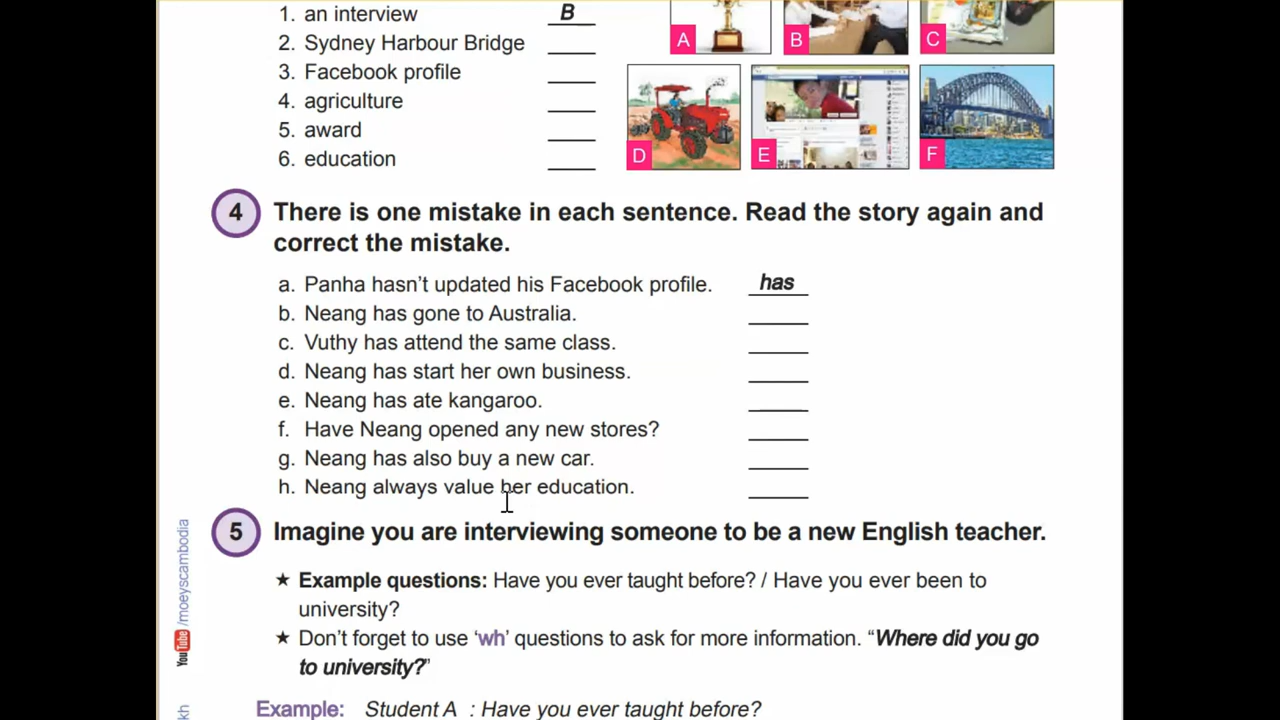 1. an interview B
2. Sydney Harbour Bridge
3. Facebook profile
4. agriculture
5. award
6. education
A B C
D E F
4 There is one mistake in each sentence. Read the story again and
correct the mistake.
a. Panha hasn't updated his Facebook profile. has
b. Neang has gone to Australia.
c. Vuthy has attend the same class.
d. Neang has start her own business.
e. Neang has ate kangaroo.
f. Have Neang opened any new stores?
g. Neang has also buy a new car.
h. Neang always value her education.
5 Imagine you are interviewing someone to be a new English teacher.
★ Example questions: Have you ever taught before? / Have you ever been to
university?
★ Don't forget to use 'wh' questions to ask for more information. "Where did you go
to university?"
Example: Student A : Have you ever taught before?
YouTube /moeyscambodia
kh